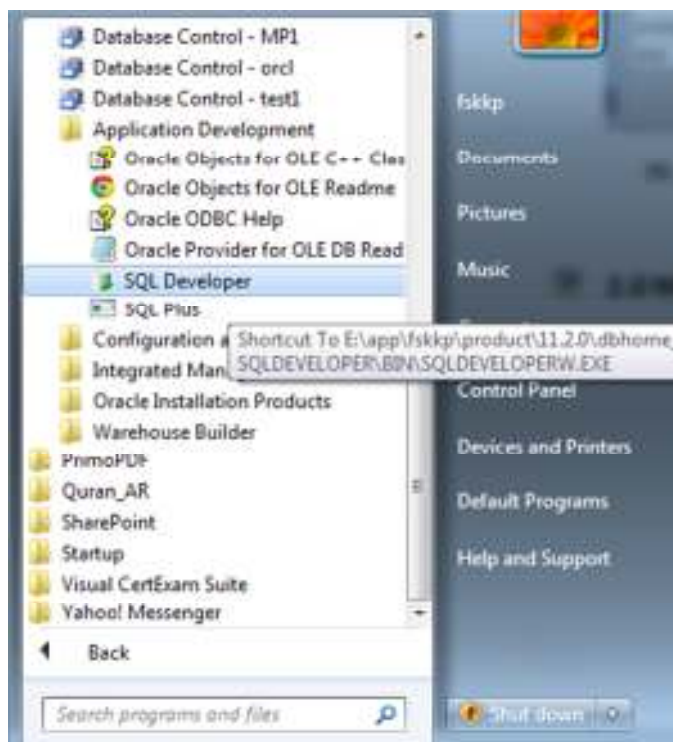 Database Control - MP1
Database Control - orcl
Database Control - test1
Application Development
Oracle Objects for OLE C++ Clas
Oracle Objects for OLE Readme
Oracle ODBC Help
Oracle Provider for OLE DB Read
SQL Developer
SQL Plus
Configuration a
Integrated Man
Oracle Installation Products
Warehouse Builder
PrimoPDF
Quran_AR
SharePoint
Startup
Visual CertExam Suite
Yahoo! Messenger
Back
Search programs and files
Shortcut To E:\app\fskkp\product\11.2.0\dbhome_
SQLDEVELOPER\BIN\SQLDEVELOPERW.EXE
fskkp
Documents
Pictures
Music
Control Panel
Devices and Printers
Default Programs
Help and Support
Shut down